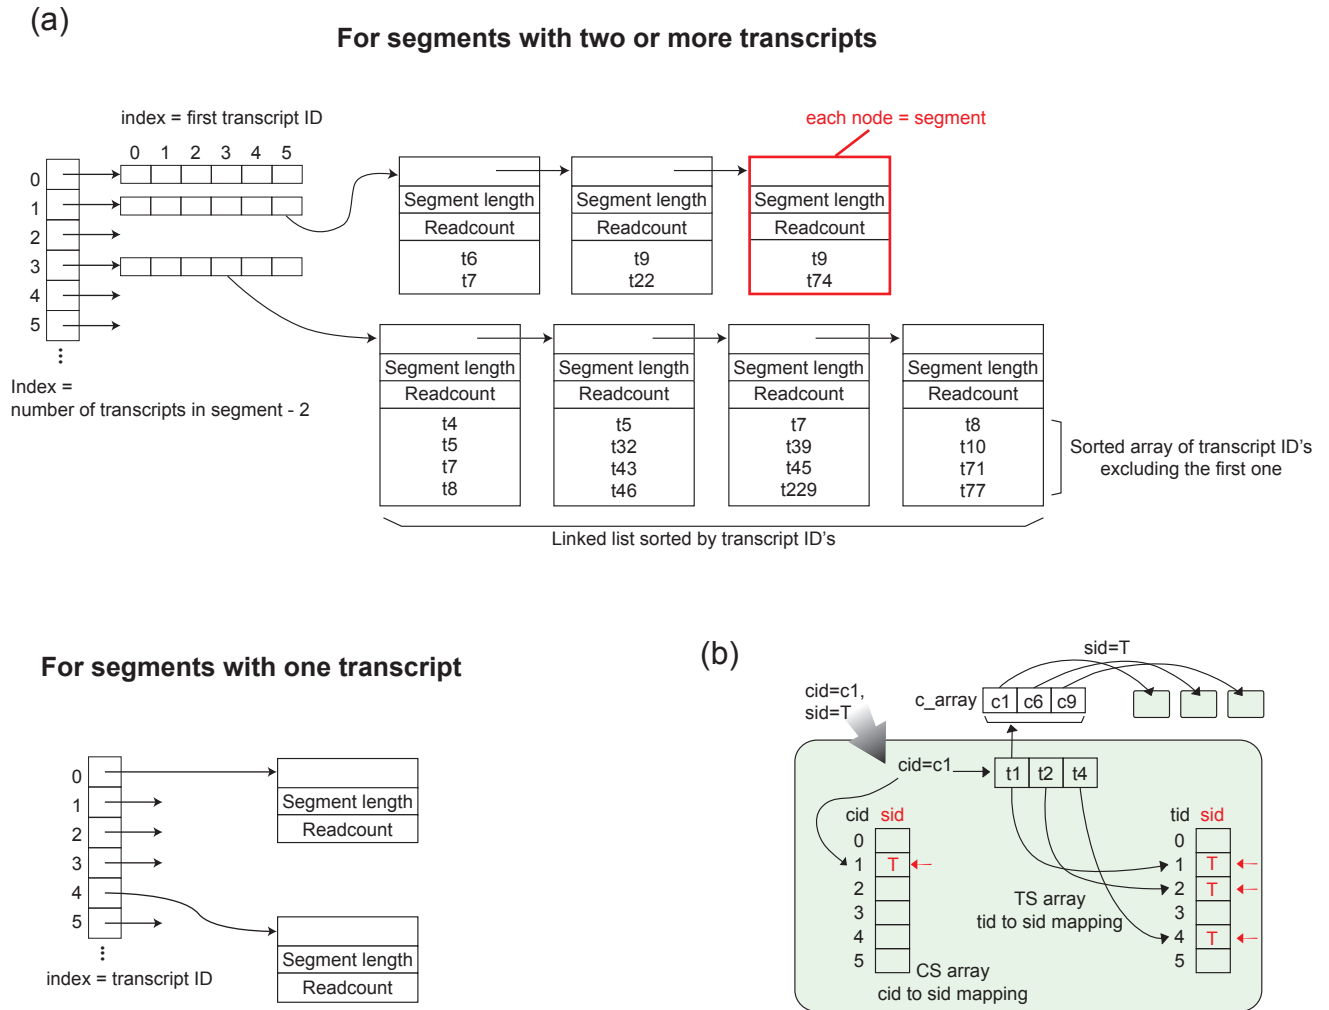 (a)
For segments with two or more transcripts
index = first transcript ID
each node = segment
0 1 2 3 4 5
0
1
2
3
4
5
...
Index =
number of transcripts in segment - 2
Segment length
Readcount
t6
t7
Segment length
Readcount
t9
t22
Segment length
Readcount
t9
t74
Segment length
Readcount
t4
t5
t7
t8
Segment length
Readcount
t5
t32
t43
t46
Segment length
Readcount
t7
t39
t45
t229
Segment length
Readcount
t8
t10
t71
t77
Sorted array of transcript ID's
excluding the first one
Linked list sorted by transcript ID's
For segments with one transcript
0
1
2
3
4
5
...
index = transcript ID
Segment length
Readcount
Segment length
Readcount
(b)
sid=T
cid=c1,
sid=T
c_array
c1 c6 c9
cid=c1
t1 t2 t4
cid sid
0
1 T
2
3
4
5
CS array
cid to sid mapping
TS array
tid to sid mapping
tid sid
0
1 T
2 T
3
4 T
5